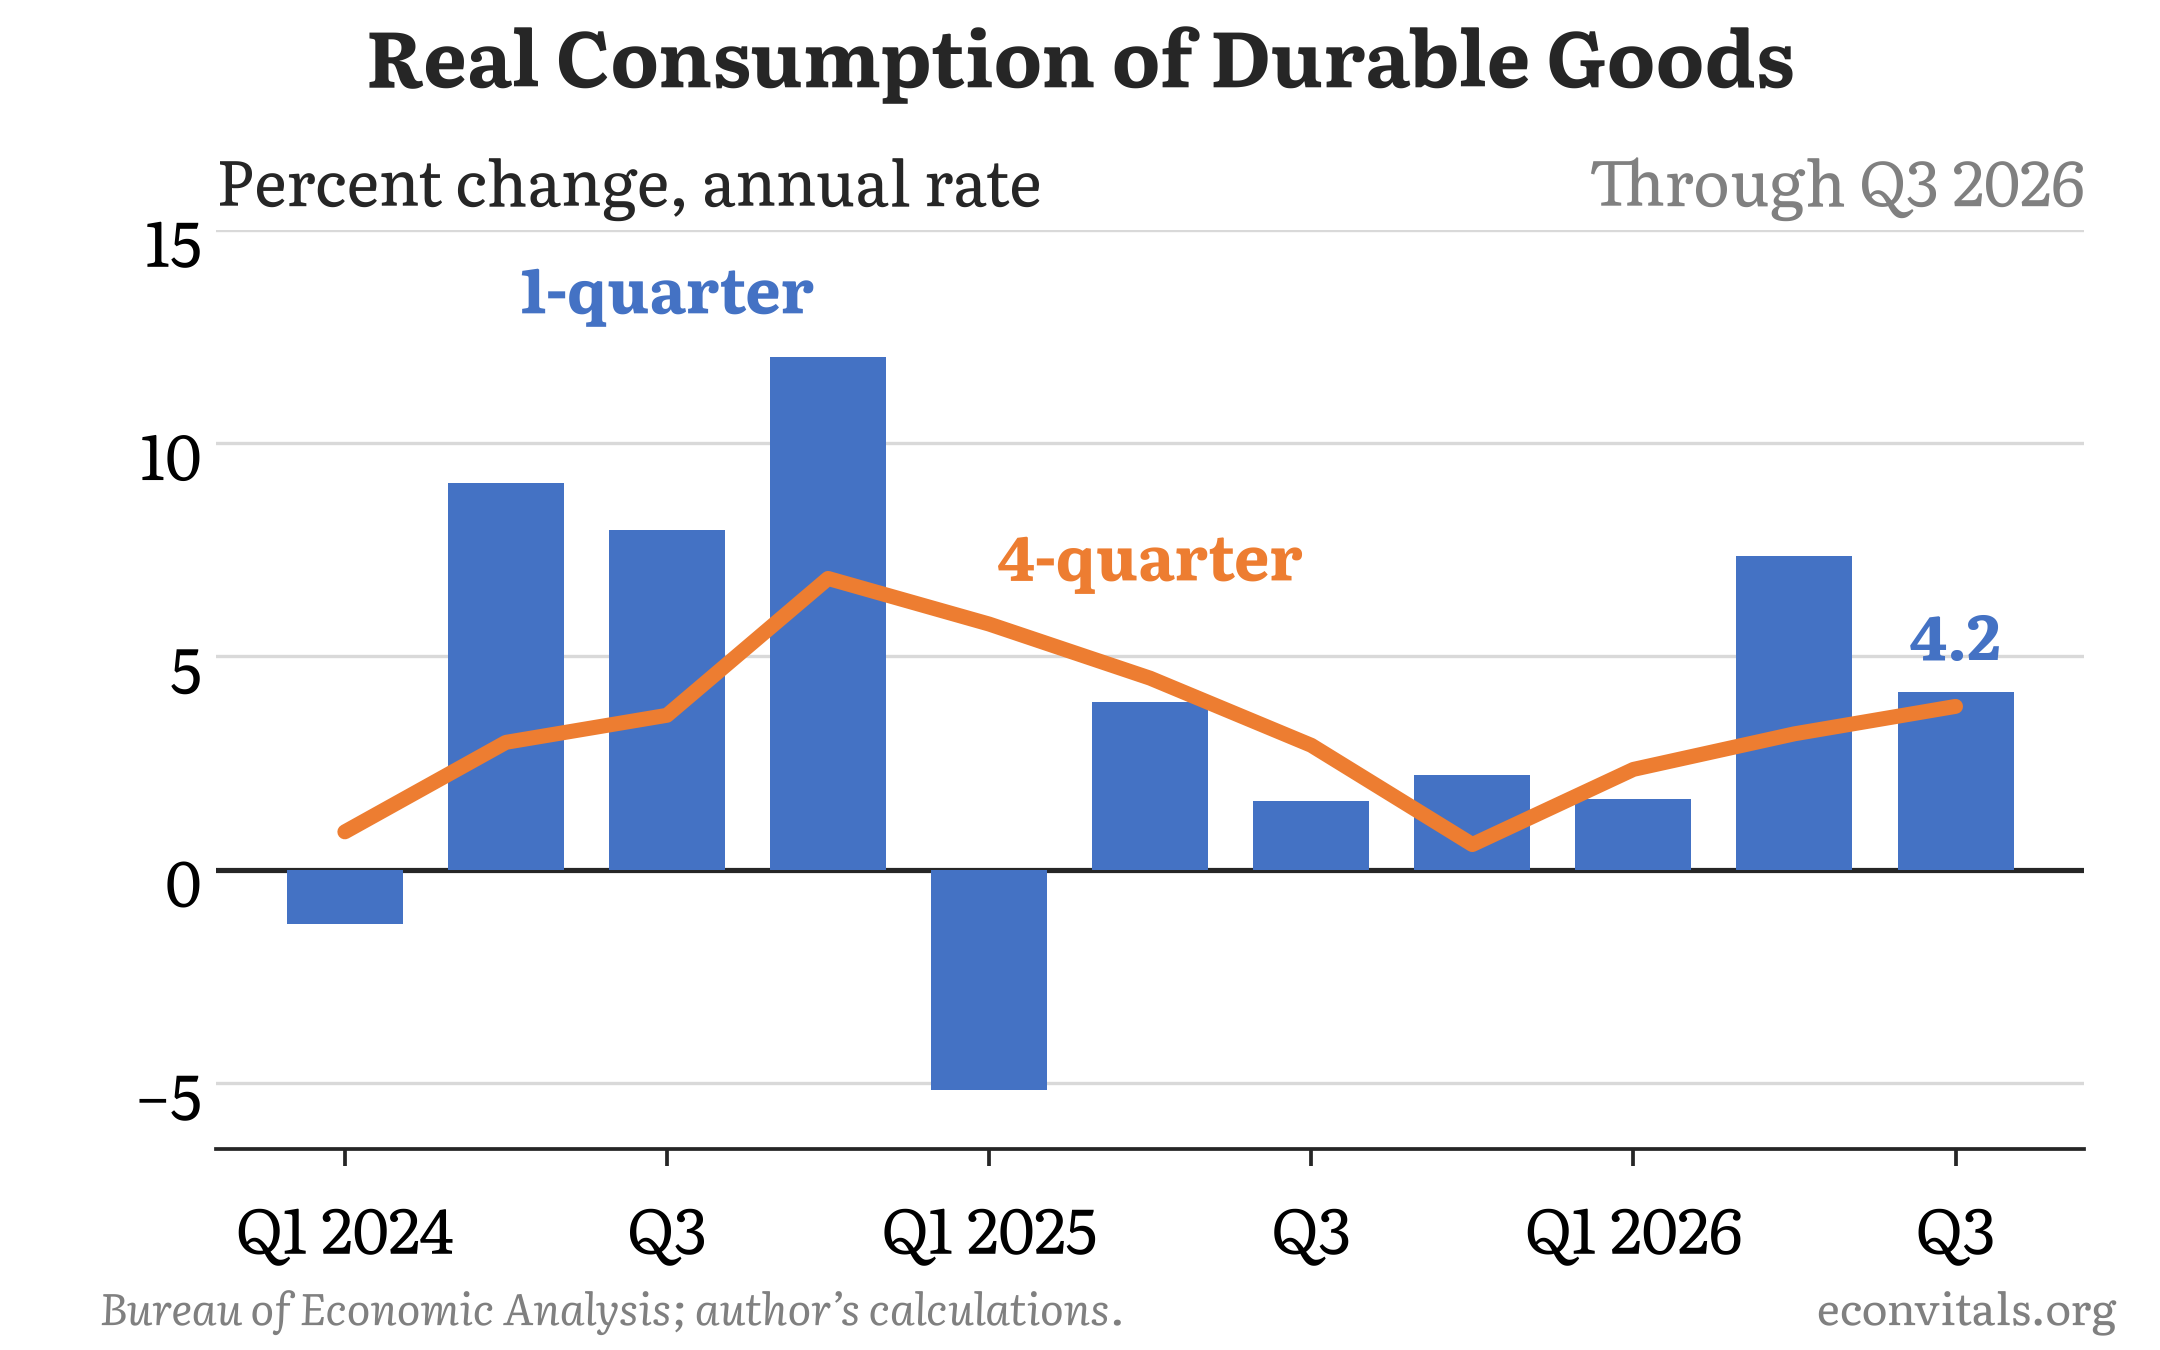 Real Consumption of Durable Goods
Percent change, annual rate
Through Q3 2026
15
1-quarter
10
4-quarter
5
4.2
0
−5
Q1 2024 Q3 Q1 2025 Q3 Q1 2026 Q3
Bureau of Economic Analysis; author’s calculations.
econvitals.org